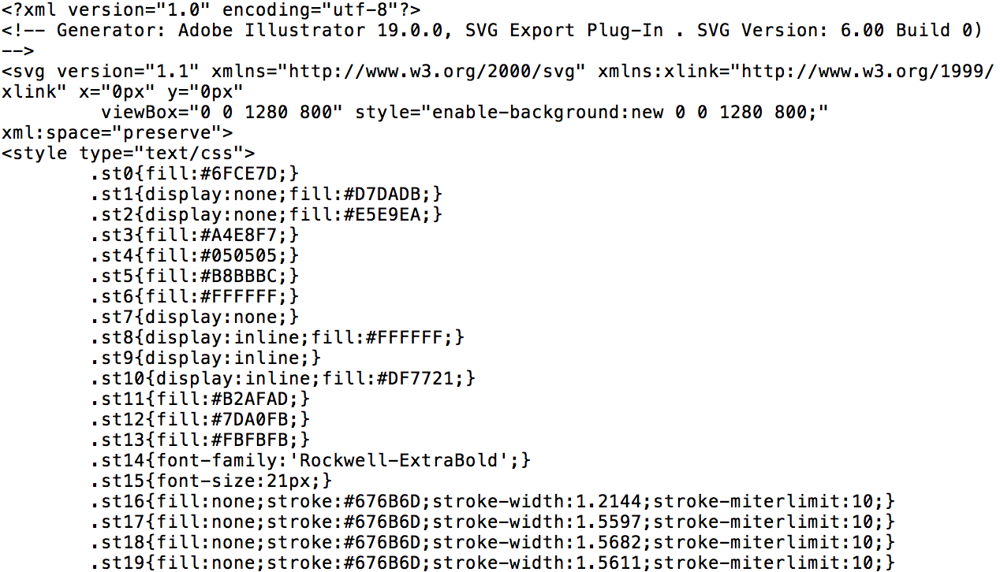 <?xml version="1.0" encoding="utf-8"?>
<!-- Generator: Adobe Illustrator 19.0.0, SVG Export Plug-In . SVG Version: 6.00 Build 0)
-->
<svg version="1.1" xmlns="http://www.w3.org/2000/svg" xmlns:xlink="http://www.w3.org/1999/
xlink" x="0px" y="0px"
         viewBox="0 0 1280 800" style="enable-background:new 0 0 1280 800;"
xml:space="preserve">
<style type="text/css">
        .st0{fill:#6FCE7D;}
        .st1{display:none;fill:#D7DADB;}
        .st2{display:none;fill:#E5E9EA;}
        .st3{fill:#A4E8F7;}
        .st4{fill:#050505;}
        .st5{fill:#B8BBBC;}
        .st6{fill:#FFFFFF;}
        .st7{display:none;}
        .st8{display:inline;fill:#FFFFFF;}
        .st9{display:inline;}
        .st10{display:inline;fill:#DF7721;}
        .st11{fill:#B2AFAD;}
        .st12{fill:#7DA0FB;}
        .st13{fill:#FBFBFB;}
        .st14{font-family:'Rockwell-ExtraBold';}
        .st15{font-size:21px;}
        .st16{fill:none;stroke:#676B6D;stroke-width:1.2144;stroke-miterlimit:10;}
        .st17{fill:none;stroke:#676B6D;stroke-width:1.5597;stroke-miterlimit:10;}
        .st18{fill:none;stroke:#676B6D;stroke-width:1.5682;stroke-miterlimit:10;}
        .st19{fill:none;stroke:#676B6D;stroke-width:1.5611;stroke-miterlimit:10;}